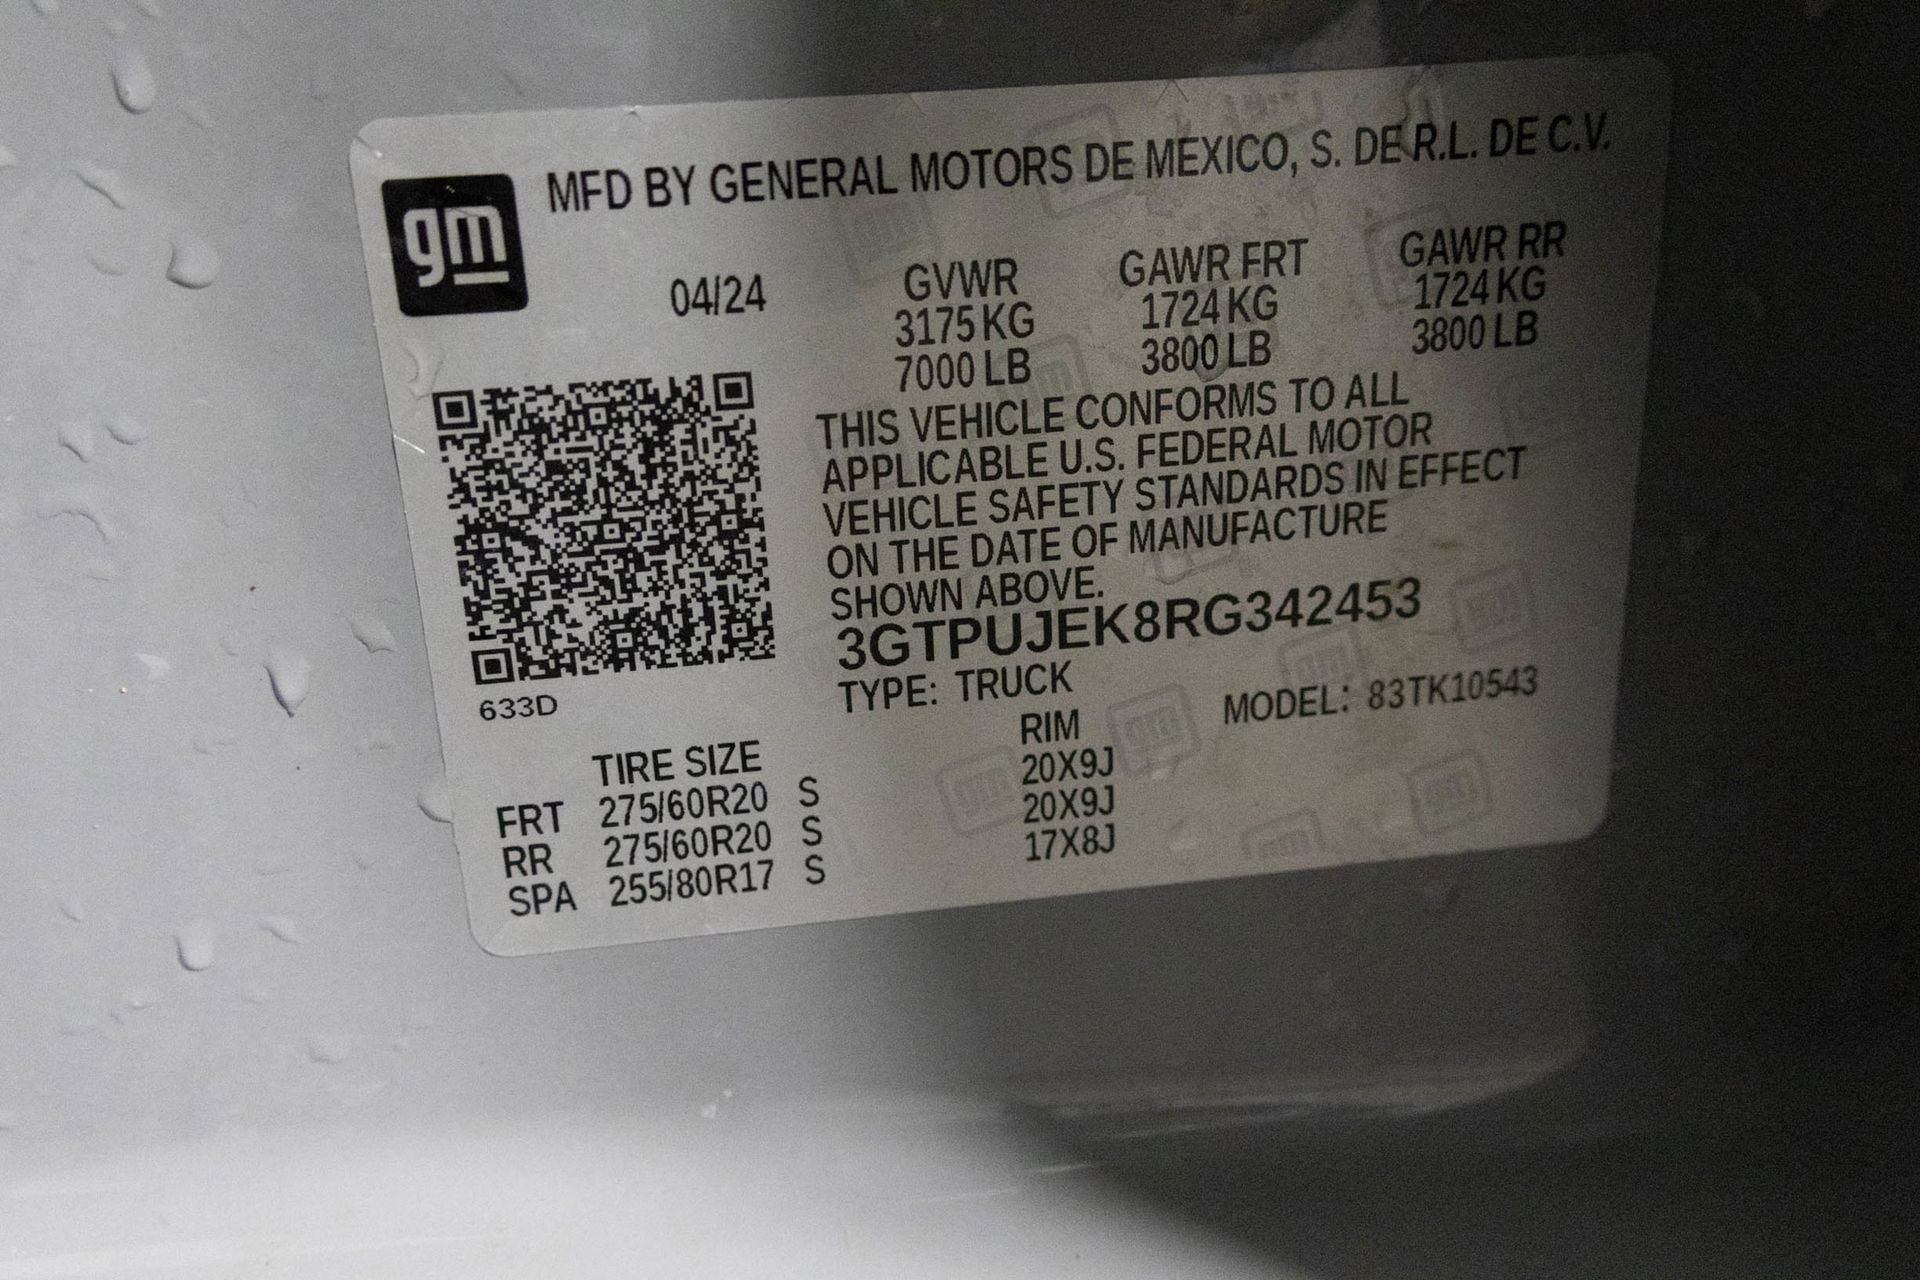 gm
MFD BY GENERAL MOTORS DE MEXICO, S. DE R.L. DE C.V.
04/24 GVWR GAWR FRT GAWR RR
3175 KG 1724 KG 1724 KG
7000 LB 3800 LB 3800 LB
THIS VEHICLE CONFORMS TO ALL
APPLICABLE U.S. FEDERAL MOTOR
VEHICLE SAFETY STANDARDS IN EFFECT
ON THE DATE OF MANUFACTURE
SHOWN ABOVE.
3GTPUJEK8RG342453
TYPE: TRUCK MODEL: 83TK10543
633D
TIRE SIZE RIM
FRT 275/60R20 S 20X9J
RR 275/60R20 S 20X9J
SPA 255/80R17 S 17X8J